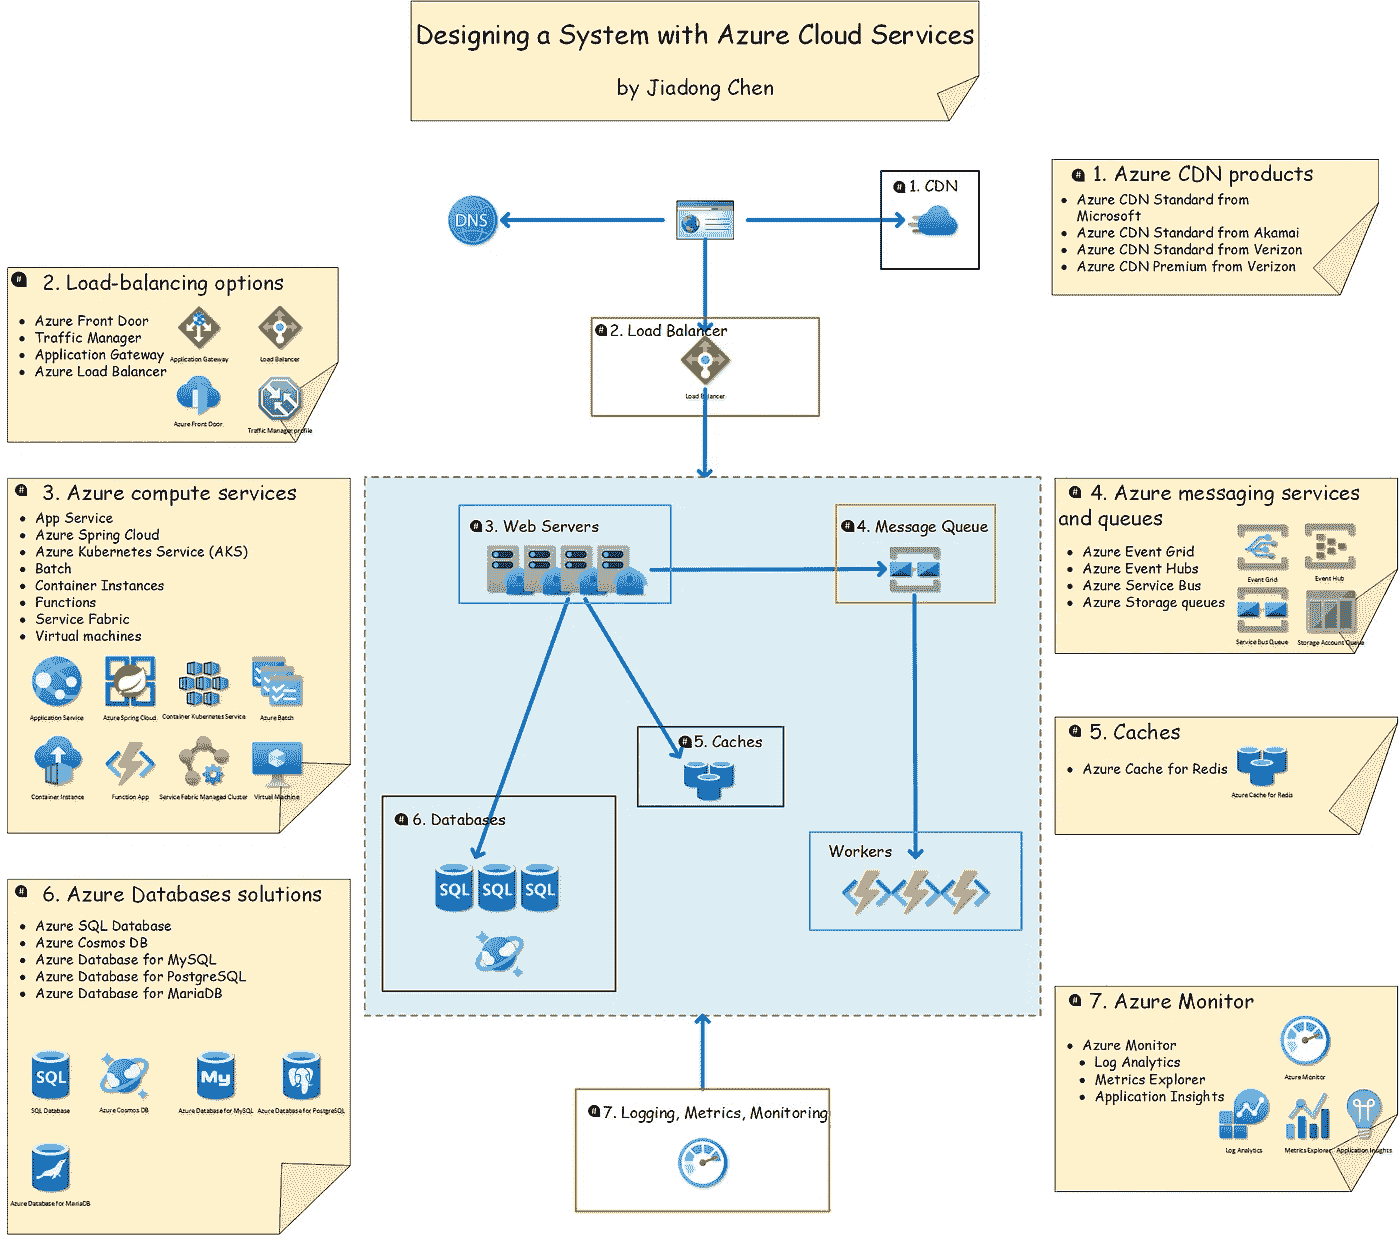 Designing a System with Azure Cloud Services
by Jiadong Chen
DNS
# 1. CDN
# 1. Azure CDN products
• Azure CDN Standard from
Microsoft
• Azure CDN Standard from Akamai
• Azure CDN Standard from Verizon
• Azure CDN Premium from Verizon
# 2. Load-balancing options
• Azure Front Door
• Traffic Manager
• Application Gateway
• Azure Load Balancer
Application Gateway
Load Balancer
Azure Front Door
Traffic Manager profile
# 2. Load Balancer
Load Balancer
# 3. Azure compute services
• App Service
• Azure Spring Cloud
• Azure Kubernetes Service (AKS)
• Batch
• Container Instances
• Functions
• Service Fabric
• Virtual machines
Application Service
Azure Spring Cloud
Container Kubernetes Service
Azure Batch
Container Instance
Function App
Service Fabric Managed Cluster
Virtual Machine
# 3. Web Servers
# 4. Message Queue
# 4. Azure messaging services
and queues
• Azure Event Grid
• Azure Event Hubs
• Azure Service Bus
• Azure Storage queues
Event Grid
Event Hub
Service Bus Queue
Storage Account Queue
# 5. Caches
# 5. Caches
• Azure Cache for Redis
Azure Cache for Redis
# 6. Databases
SQL
SQL
SQL
Workers
# 6. Azure Databases solutions
• Azure SQL Database
• Azure Cosmos DB
• Azure Database for MySQL
• Azure Database for PostgreSQL
• Azure Database for MariaDB
SQL
My
SQL Database
Azure Cosmos DB
Azure Database for MySQL
Azure Database for PostgreSQL
Azure Database for MariaDB
# 7. Azure Monitor
• Azure Monitor
• Log Analytics
• Metrics Explorer
• Application Insights
Azure Monitor
Log Analytics
Metrics Explorer
Application Insights
# 7. Logging, Metrics, Monitoring